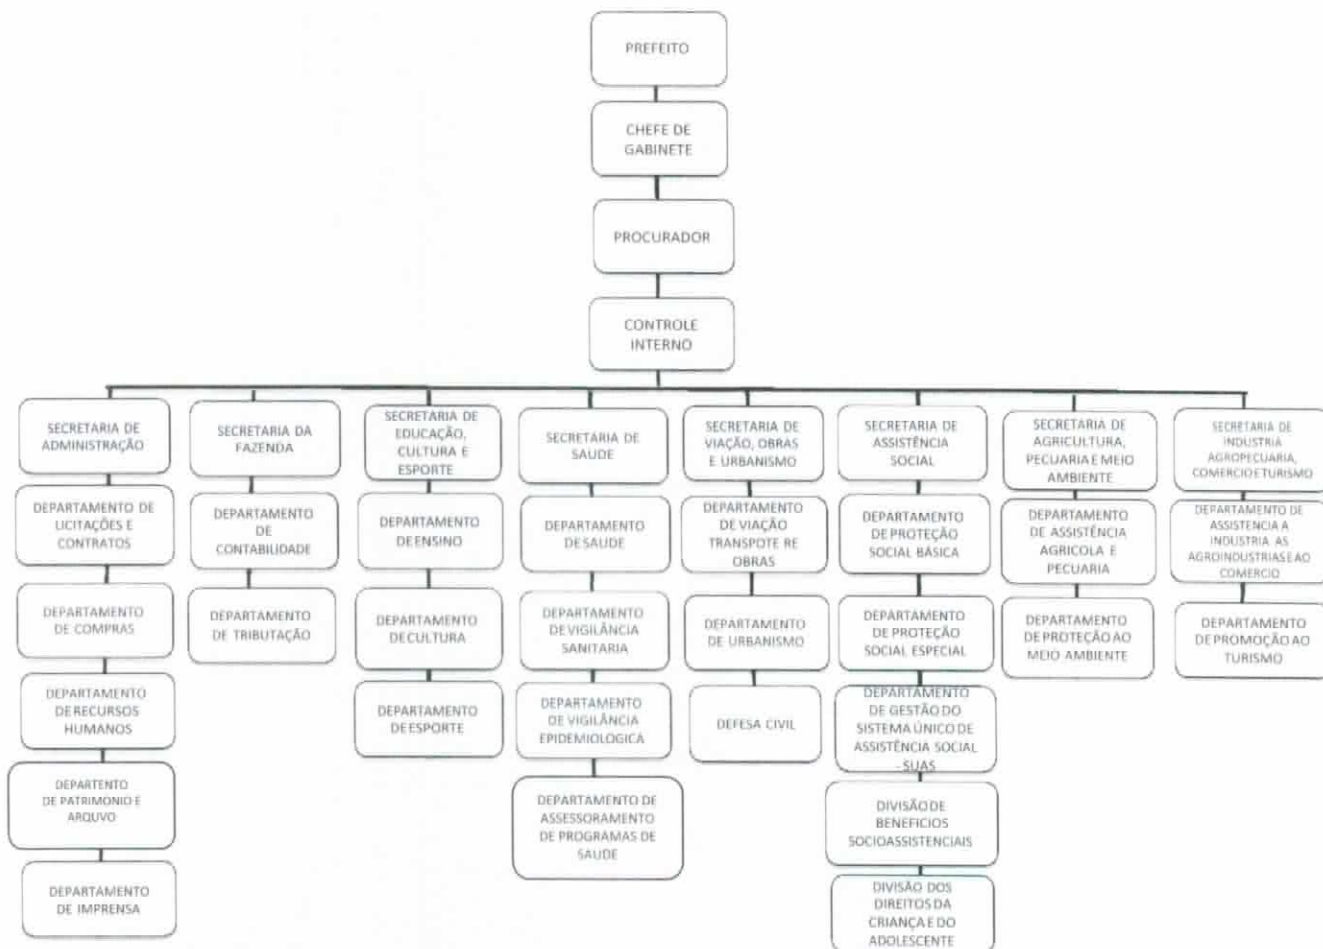 PREFEITO
CHEFE DE
GABINETE
PROCURADOR
CONTROLE
INTERNO
SECRETARIA DE
ADMINISTRAÇÃO
DEPARTAMENTO DE
LICITAÇÕES E
CONTRATOS
DEPARTAMENTO
DE COMPRAS
DEPARTAMENTO
DE RECURSOS
HUMANOS
DEPARTENTO
DE PATRIMONIO E
ARQUVO
DEPARTAMENTO
DE IMPRENSA
SECRETARIA DA
FAZENDA
DEPARTAMENTO
DE
CONTABILIDADE
DEPARTAMENTO
DE TRIBUTAÇÃO
SECRETARIA DE
EDUCAÇÃO,
CULTURA E
ESPORTE
DEPARTAMENTO
DE ENSINO
DEPARTAMENTO
DE CULTURA
DEPARTAMENTO
DE ESPORTE
SECRETARIA DE
SAUDE
DEPARTAMENTO
DE SAUDE
DEPARTAMENTO
DE VIGILÂNCIA
SANITARIA
DEPARTAMENTO
DE VIGILÂNCIA
EPIDEMIOLOGICA
DEPARTAMENTO DE
ASSESSORAMENTO
DE PROGRAMAS DE
SAUDE
SECRETARIA DE
VIAÇÃO, OBRAS
E URBANISMO
DEPARTAMENTO
DE VIAÇÃO
TRANSPOTE RE
OBRAS
DEPARTAMENTO
DE URBANISMO
DEFESA CIVIL
SECRETARIA DE
ASSISTÊNCIA
SOCIAL
DEPARTAMENTO
DE PROTEÇÃO
SOCIAL BÁSICA
DEPARTAMENTO
DE PROTEÇÃO
SOCIAL ESPECIAL
DEPARTAMENTO
DE GESTÃO DO
SISTEMA ÚNICO DE
ASSISTÊNCIA SOCIAL
- SUAS
DIVISÃO DE
BENEFICIOS
SOCIOASSISTENCIAIS
DIVISÃO DOS
DIREITOS DA
CRIANÇA E DO
ADOLESCENTE
SECRETARIA DE
AGRICULTURA,
PECUARIA E MEIO
AMBIENTE
DEPARTAMENTO
DE ASSISTÊNCIA
AGRICOLA E
PECUARIA
DEPARTAMENTO
DE PROTEÇÃO AO
MEIO AMBIENTE
SECRETARIA DE
INDUSTRIA
AGROPECUARIA,
COMERCIO E TURISMO
DEPARTAMENTO DE
ASSISTENCIA A
INDUSTRIA AS
AGROINDUSTRIAS E AO
COMERCIO
DEPARTAMENTO
DE PROMOÇÃO AO
TURISMO